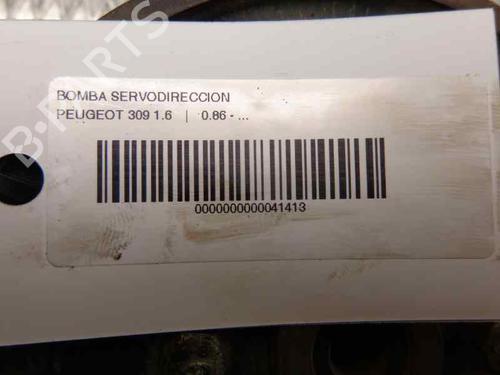 BOMBA SERVODIRECCION
PEUGEOT 309 1.6 | 0.86 - ...
0000000000041413
B-PARTS